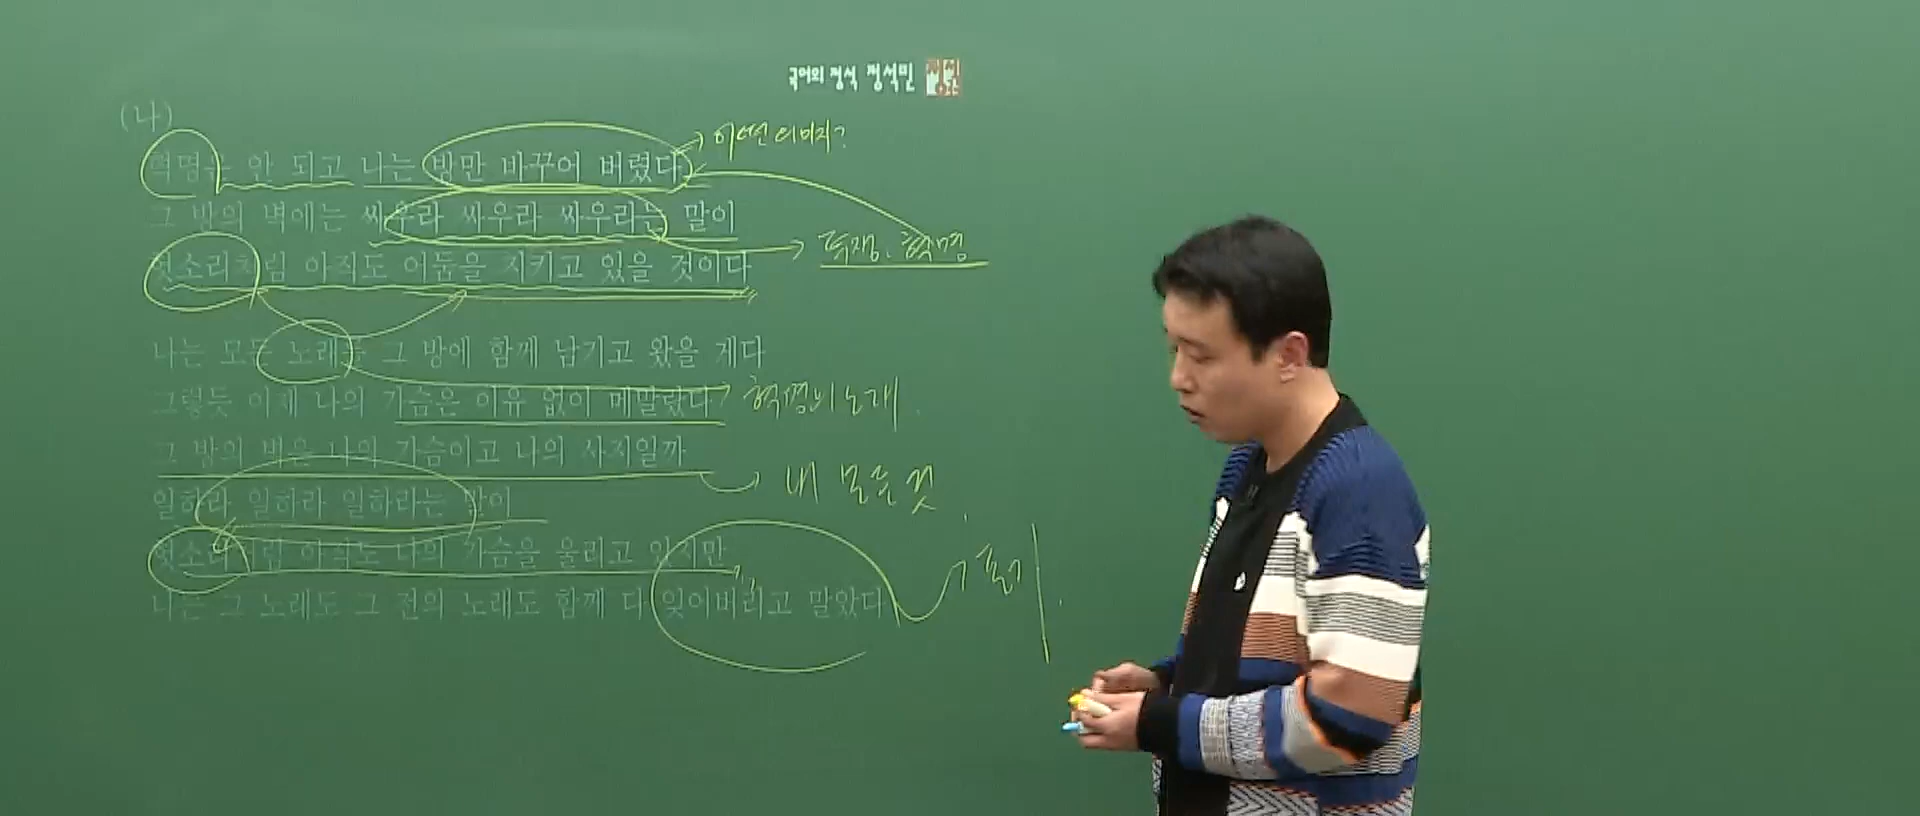 국어의 정석 정석민
(나)
혁명은 안 되고 나는 방만 바꾸어 버렸다
어떤 이미지?
그 방의 벽에는 싸우라 싸우라 싸우라는 말이
투쟁, 혁명
헛소리처럼 아직도 어둠을 지키고 있을 것이다
나는 모든 노래를 그 방에 함께 남기고 왔을 게다
그렇듯 이제 나의 가슴은 이유 없이 메말랐다
혁명의 노래
그 방의 벽은 나의 가슴이고 나의 사지일까
내 모든 것
일하라 일하라 일하라는 말이
헛소리처럼 아직도 나의 가슴을 울리고 있지만
나는 그 노래도 그 전의 노래도 함께 다 잊어버리고 말았다